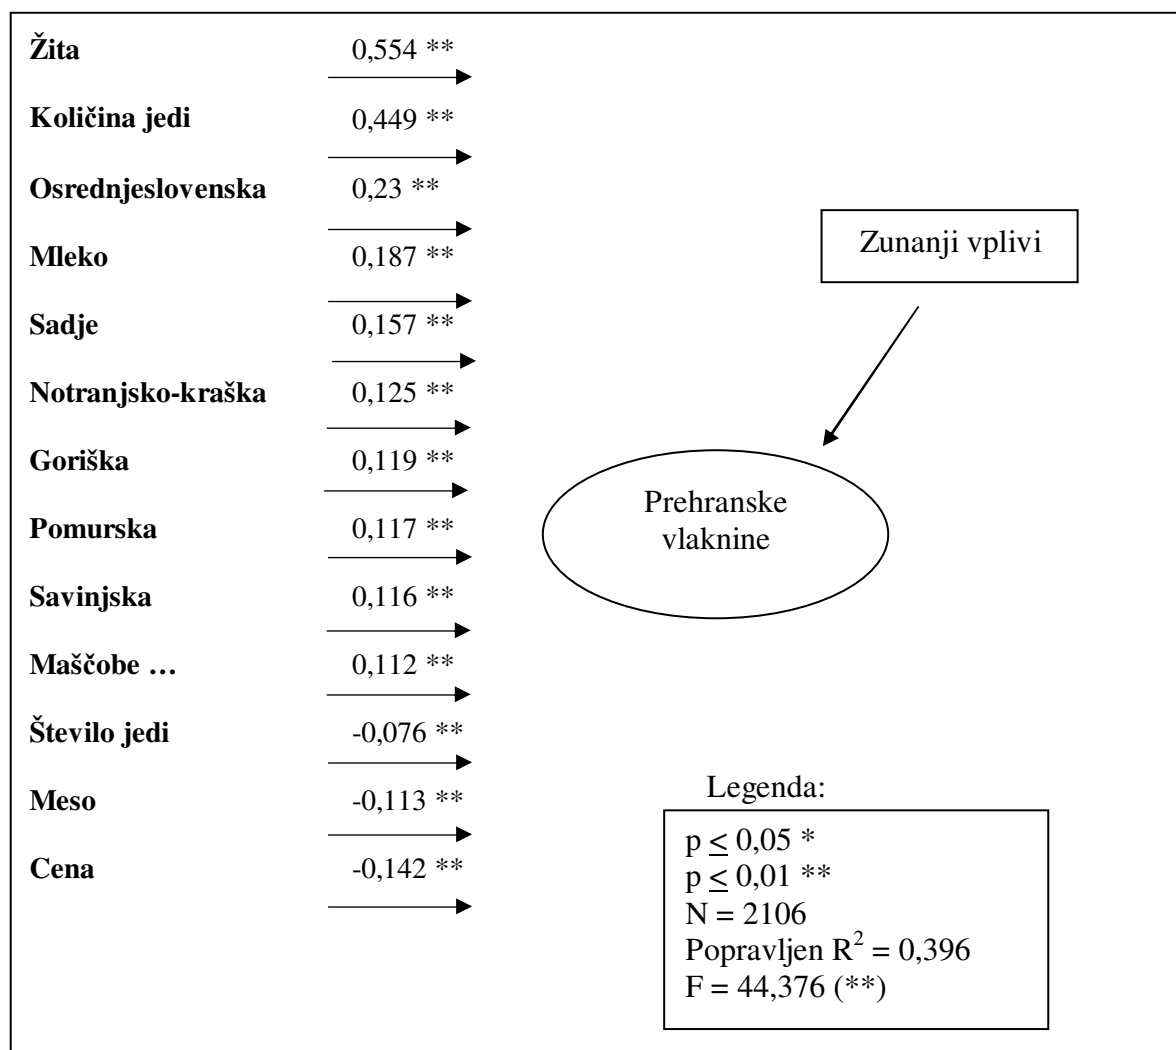 Žita 0,554 **
Količina jedi 0,449 **
Osrednjeslovenska 0,23 **
Mleko 0,187 **
Sadje 0,157 **
Notranjsko-kraška 0,125 **
Goriška 0,119 **
Pomurska 0,117 **
Savinjska 0,116 **
Maščobe … 0,112 **
Število jedi -0,076 **
Meso -0,113 **
Cena -0,142 **
Zunanji vplivi
Prehranske
vlaknine
Legenda:
p ≤ 0,05 *
p ≤ 0,01 **
N = 2106
Popravljen R² = 0,396
F = 44,376 (**)